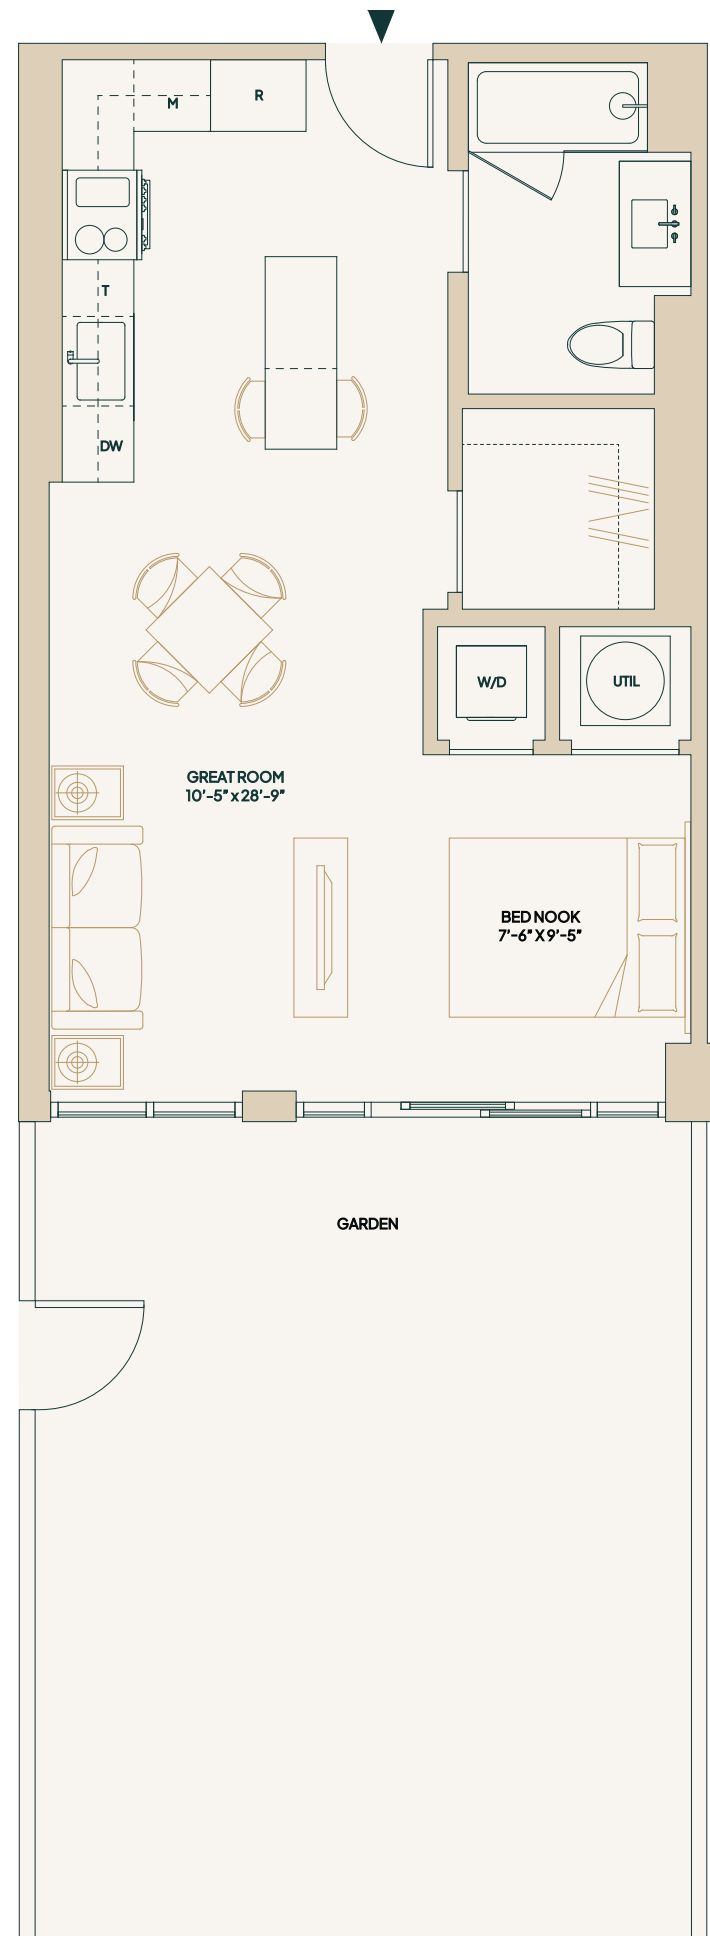 M
R
T
DW
W/D
UTIL
GREAT ROOM
10'-5" x 28'-9"
BED NOOK
7'-6" X 9'-5"
GARDEN